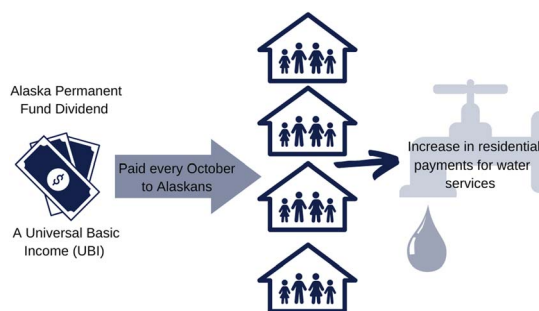 Alaska Permanent
Fund Dividend
$
A Universal Basic
Income (UBI)
Paid every October
to Alaskans
Increase in residential
payments for water
services